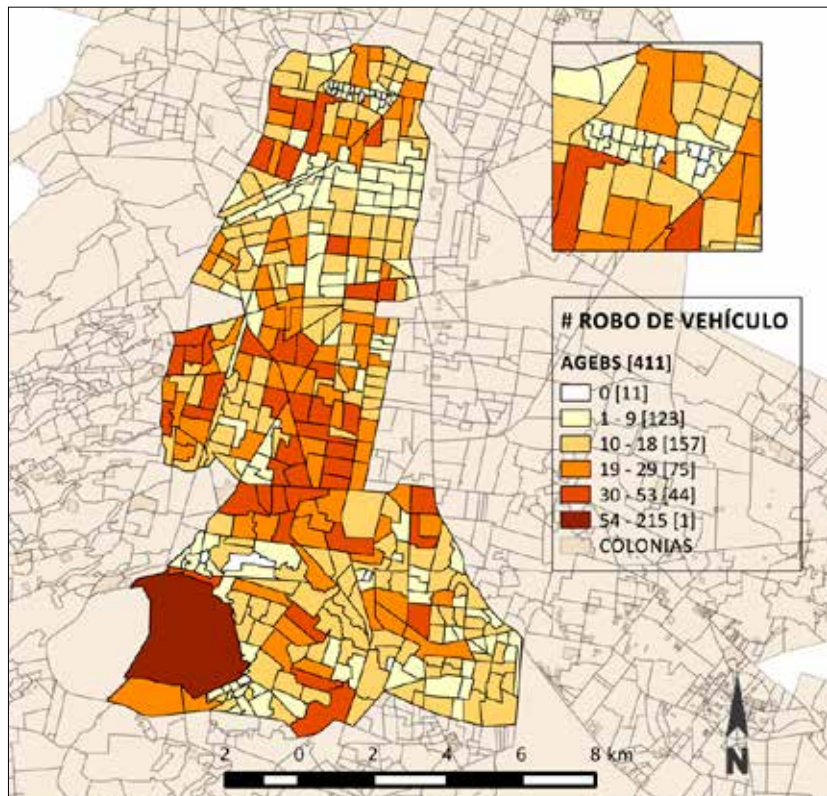 # ROBO DE VEHÍCULO
AGEBS [411]
0 [11]
1 - 9 [123]
10 - 18 [157]
19 - 29 [75]
30 - 53 [44]
54 - 215 [1]
COLONIAS
2 0 2 4 6 8 km
N